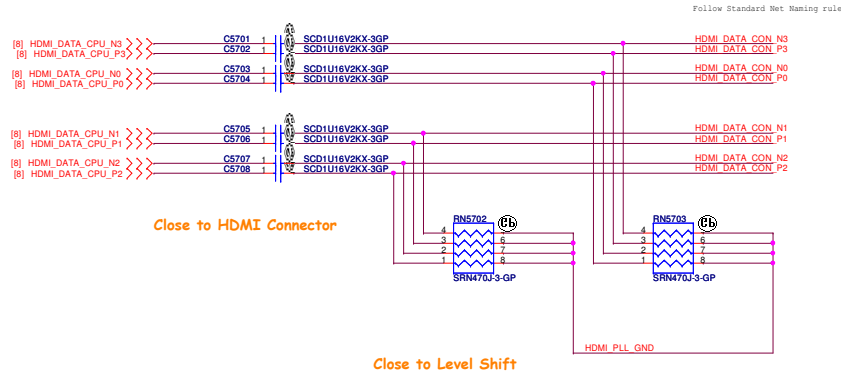 Follow Standard Net Naming rule
[8] HDMI_DATA_CPU_N3 C5701 1 SCD1U16V2KX-3GP HDMI_DATA_CON_N3
[8] HDMI_DATA_CPU_P3 C5702 1 SCD1U16V2KX-3GP HDMI_DATA_CON_P3
[8] HDMI_DATA_CPU_N0 C5703 1 SCD1U16V2KX-3GP HDMI_DATA_CON_N0
[8] HDMI_DATA_CPU_P0 C5704 1 SCD1U16V2KX-3GP HDMI_DATA_CON_P0
[8] HDMI_DATA_CPU_N1 C5705 1 SCD1U16V2KX-3GP HDMI_DATA_CON_N1
[8] HDMI_DATA_CPU_P1 C5706 1 SCD1U16V2KX-3GP HDMI_DATA_CON_P1
[8] HDMI_DATA_CPU_N2 C5707 1 SCD1U16V2KX-3GP HDMI_DATA_CON_N2
[8] HDMI_DATA_CPU_P2 C5708 1 SCD1U16V2KX-3GP HDMI_DATA_CON_P2
Close to HDMI Connector
RN5702 RN5703
4 4
3 6 3 6
2 7 2 7
1 8 1 8
SRN470J-3-GP SRN470J-3-GP
HDMI_PLL_GND
Close to Level Shift